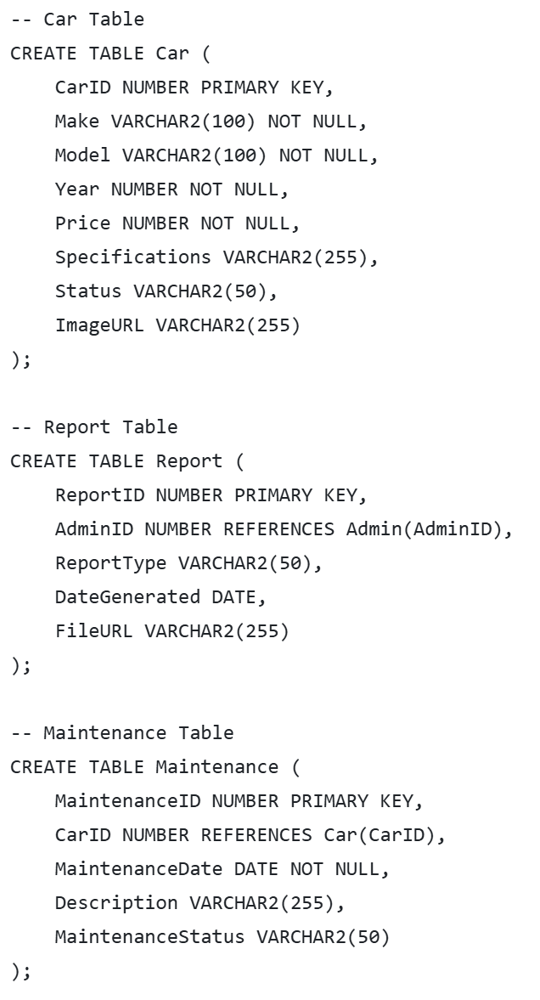 -- Car Table
CREATE TABLE Car (
    CarID NUMBER PRIMARY KEY,
    Make VARCHAR2(100) NOT NULL,
    Model VARCHAR2(100) NOT NULL,
    Year NUMBER NOT NULL,
    Price NUMBER NOT NULL,
    Specifications VARCHAR2(255),
    Status VARCHAR2(50),
    ImageURL VARCHAR2(255)
);

-- Report Table
CREATE TABLE Report (
    ReportID NUMBER PRIMARY KEY,
    AdminID NUMBER REFERENCES Admin(AdminID),
    ReportType VARCHAR2(50),
    DateGenerated DATE,
    FileURL VARCHAR2(255)
);

-- Maintenance Table
CREATE TABLE Maintenance (
    MaintenanceID NUMBER PRIMARY KEY,
    CarID NUMBER REFERENCES Car(CarID),
    MaintenanceDate DATE NOT NULL,
    Description VARCHAR2(255),
    MaintenanceStatus VARCHAR2(50)
);